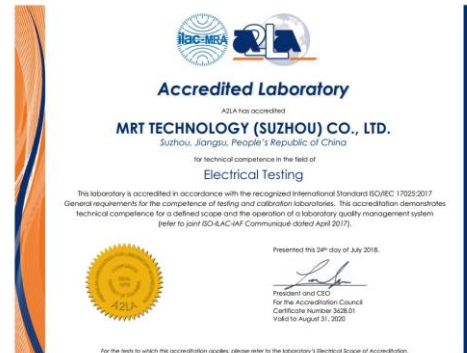 ilac-MRA
A2LA
Accredited Laboratory
A2LA has accredited
MRT TECHNOLOGY (SUZHOU) CO., LTD.
Suzhou, Jiangsu, People's Republic of China
for technical competence in the field of
Electrical Testing
This laboratory is accredited in accordance with the recognized International Standard ISO/IEC 17025:2017
General requirements for the competence of testing and calibration laboratories. This accreditation demonstrates
technical competence for a defined scope and the operation of a laboratory quality management system
(refer to joint ISO-ILAC-IAF Communiqué dated April 2017).
Presented this 24th day of July 2018.
President and CEO
For the Accreditation Council
Certificate Number 3628.01
Valid to August 31, 2020
A2LA
For the tests to which this accreditation applies, please refer to the laboratory's Electrical Scope of Accreditation.